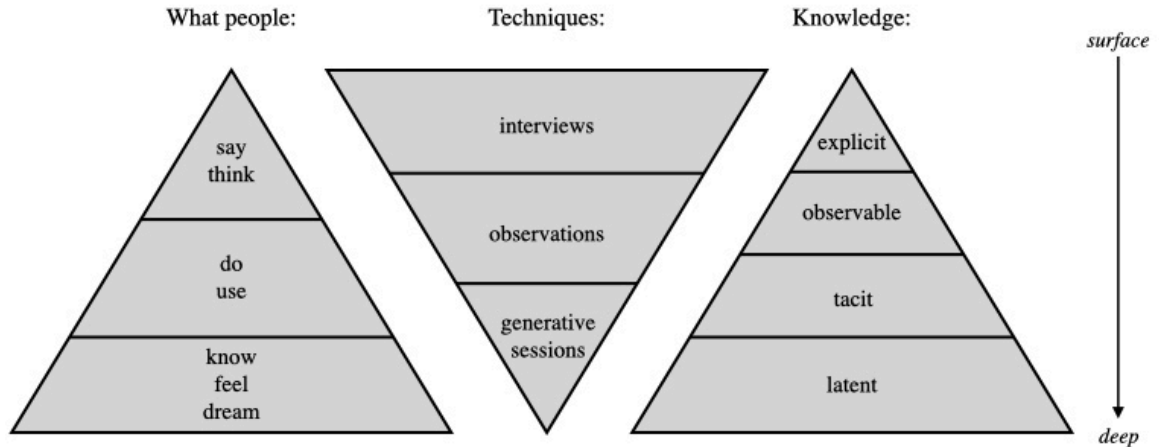 What people:
Techniques:
Knowledge:
surface
say
think
do
use
know
feel
dream
interviews
observations
generative
sessions
explicit
observable
tacit
latent
deep